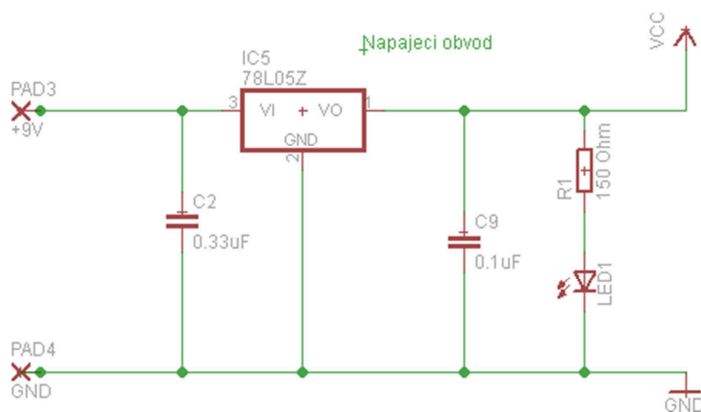 Napajeci obvod
VCC
IC5
78L05Z
PAD3
+9V
3
VI
VO
1
GND
2
C2
0.33uF
C9
0.1uF
R1
150 Ohm
LED1
PAD4
GND
GND